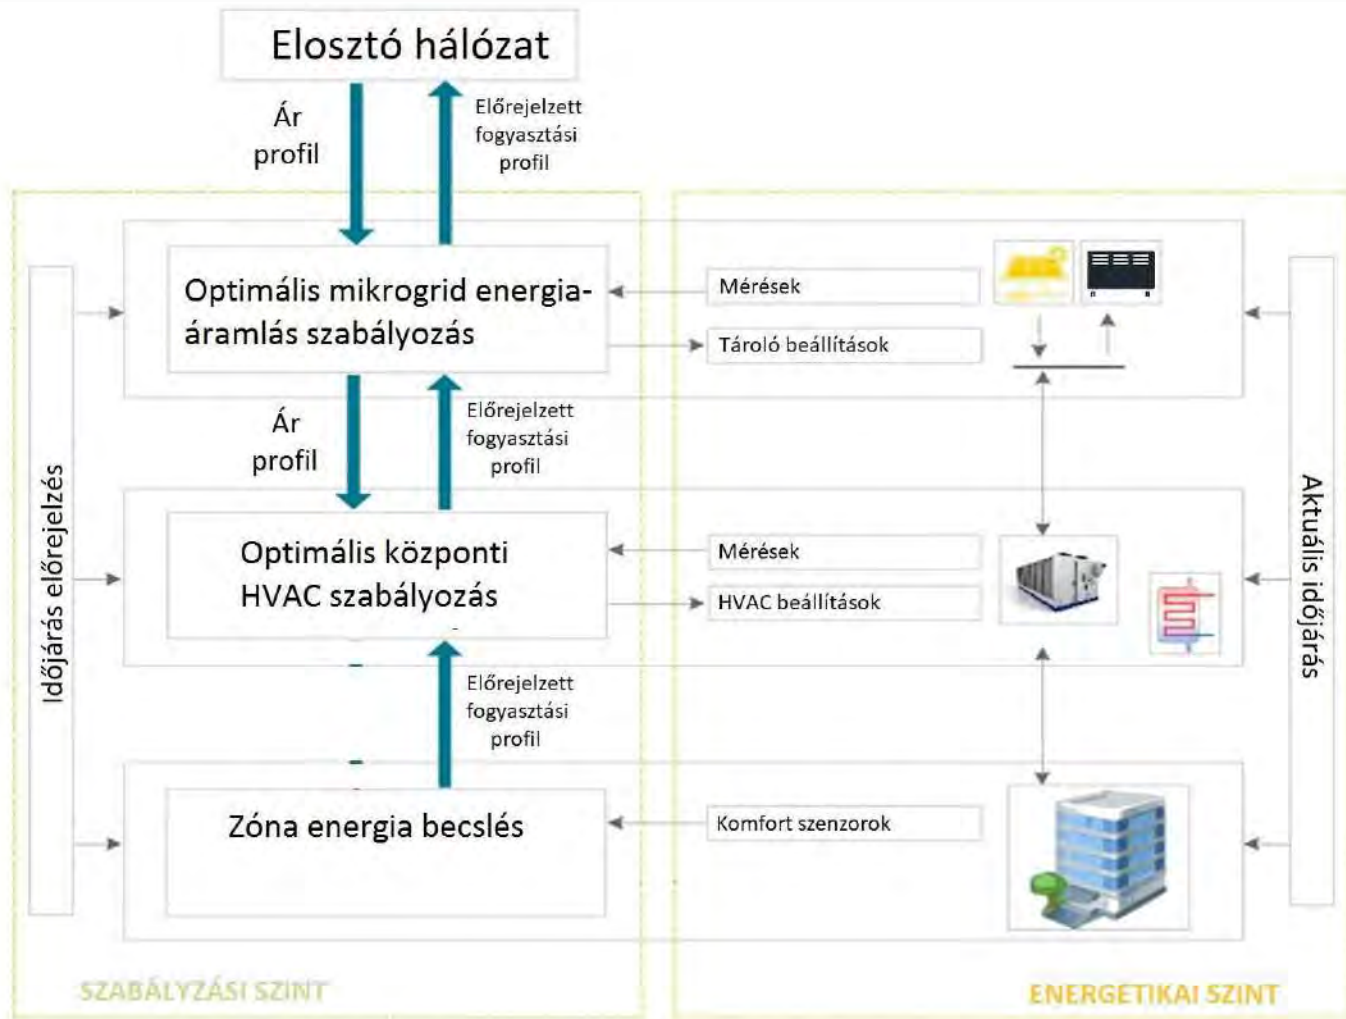 Elosztó hálózat
Ár
profil
Előrejelzett
fogyasztási
profil
Optimális mikrogrid energia-
áramlás szabályozás
Mérések
Tároló beállítások
Ár
profil
Előrejelzett
fogyasztási
profil
Időjárás előrejelzés
Aktuális időjárás
Optimális központi
HVAC szabályozás
Mérések
HVAC beállítások
Előrejelzett
fogyasztási
profil
Zóna energia becslés
Komfort szenzorok
SZABÁLYZÁSI SZINT
ENERGETIKAI SZINT